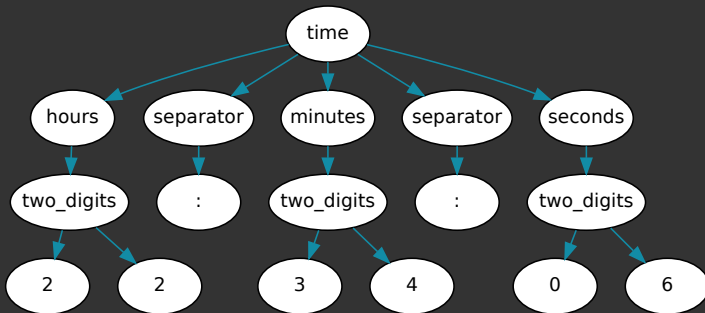 time
hours separator minutes separator seconds
two_digits : two_digits : two_digits
2 2 3 4 0 6